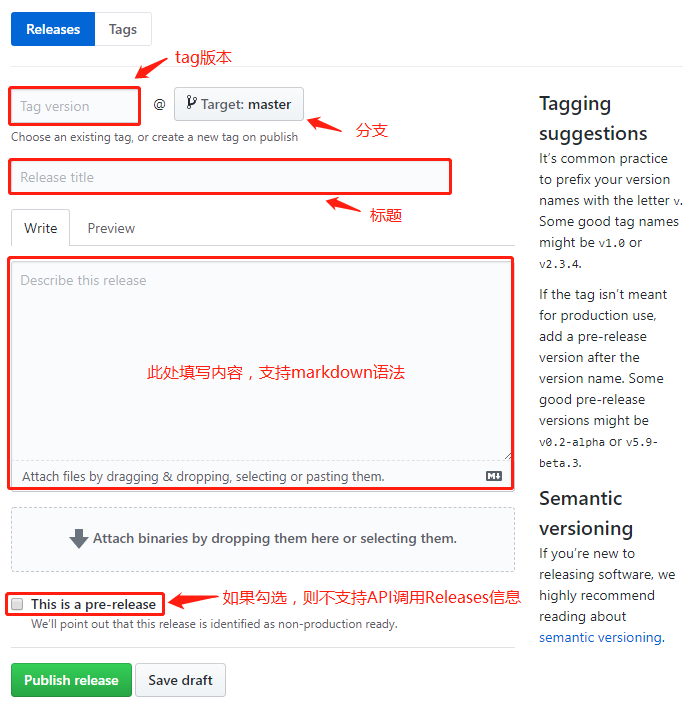 Releases
Tags
tag版本
Tag version
@
Target: master
分支
Choose an existing tag, or create a new tag on publish
Release title
标题
Write
Preview
Describe this release
此处填写内容，支持markdown语法
Attach files by dragging & dropping, selecting or pasting them.
Attach binaries by dropping them here or selecting them.
This is a pre-release
如果勾选，则不支持API调用Releases信息
We’ll point out that this release is identified as non-production ready.
Publish release
Save draft
Tagging
suggestions
It’s common practice
to prefix your version
names with the letter v.
Some good tag names
might be v1.0 or
v2.3.4.
If the tag isn’t meant
for production use,
add a pre-release
version after the
version name. Some
good pre-release
versions might be
v0.2-alpha or v5.9-
beta.3.
Semantic
versioning
If you’re new to
releasing software, we
highly recommend
reading about
semantic versioning.